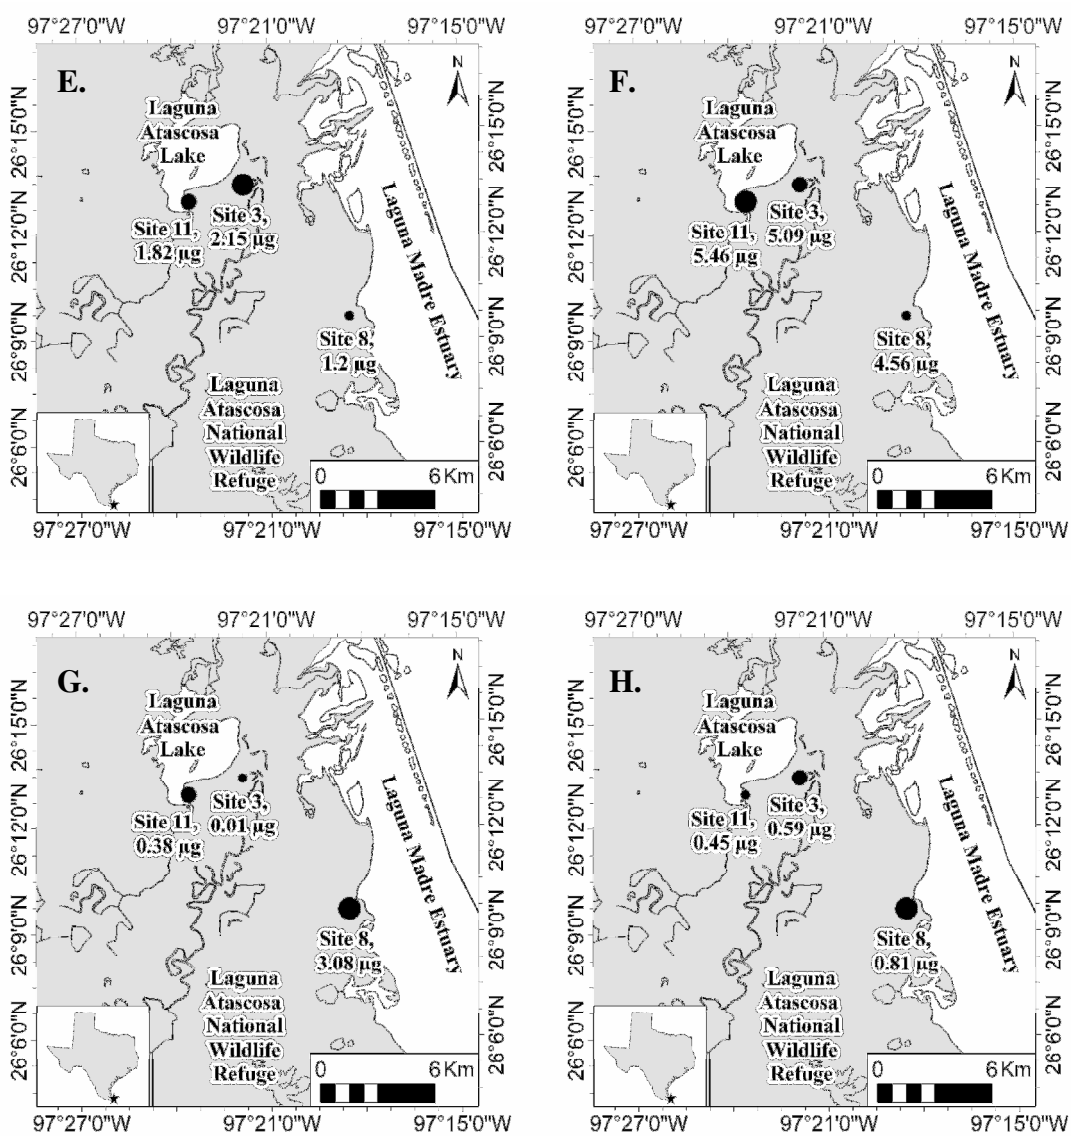 97°27'0"W 97°21'0"W 97°15'0"W
E.
N
26°15'0"N
26°12'0"N
26°9'0"N
26°6'0"N
Laguna
Atascosa
Lake
Site 11,
1.82 µg
Site 3,
2.15 µg
Site 8,
1.2 µg
Laguna Madre Estuary
Laguna
Atascosa
National
Wildlife
Refuge
0 6 Km
26°15'0"N
26°12'0"N
26°9'0"N
26°6'0"N
97°27'0"W 97°21'0"W 97°15'0"W
97°27'0"W 97°21'0"W 97°15'0"W
F.
N
26°15'0"N
26°12'0"N
26°9'0"N
26°6'0"N
Laguna
Atascosa
Lake
Site 11,
5.46 µg
Site 3,
5.09 µg
Site 8,
4.56 µg
Laguna Madre Estuary
Laguna
Atascosa
National
Wildlife
Refuge
0 6 Km
26°15'0"N
26°12'0"N
26°9'0"N
26°6'0"N
97°27'0"W 97°21'0"W 97°15'0"W
97°27'0"W 97°21'0"W 97°15'0"W
G.
N
26°15'0"N
26°12'0"N
26°9'0"N
26°6'0"N
Laguna
Atascosa
Lake
Site 11,
0.38 µg
Site 3,
0.01 µg
Site 8,
3.08 µg
Laguna Madre Estuary
Laguna
Atascosa
National
Wildlife
Refuge
0 6 Km
26°15'0"N
26°12'0"N
26°9'0"N
26°6'0"N
97°27'0"W 97°21'0"W 97°15'0"W
97°27'0"W 97°21'0"W 97°15'0"W
H.
N
26°15'0"N
26°12'0"N
26°9'0"N
26°6'0"N
Laguna
Atascosa
Lake
Site 11,
0.45 µg
Site 3,
0.59 µg
Site 8,
0.81 µg
Laguna Madre Estuary
Laguna
Atascosa
National
Wildlife
Refuge
0 6 Km
26°15'0"N
26°12'0"N
26°9'0"N
26°6'0"N
97°27'0"W 97°21'0"W 97°15'0"W